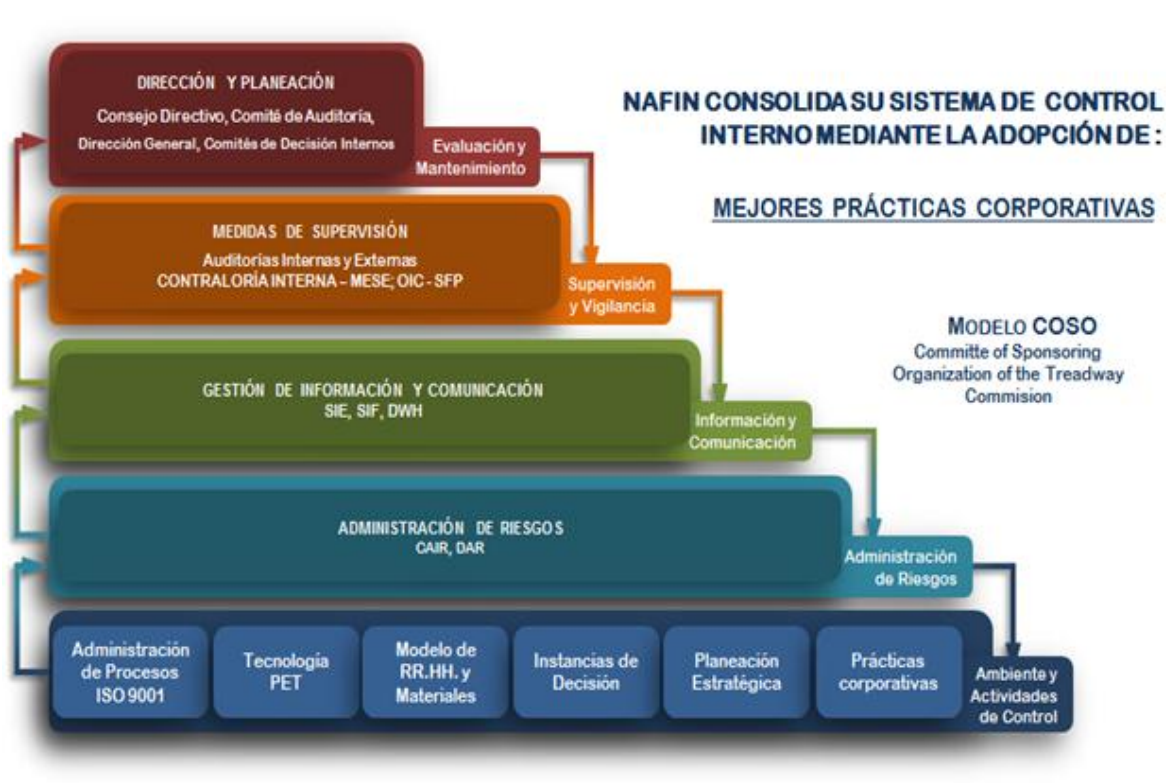 DIRECCIÓN Y PLANEACIÓN
Consejo Directivo, Comité de Auditoría,
Dirección General, Comités de Decisión Internos
Evaluación y
Mantenimiento
NAFIN CONSOLIDA SU SISTEMA DE CONTROL
INTERNO MEDIANTE LA ADOPCIÓN DE :
MEJORES PRÁCTICAS CORPORATIVAS
MEDIDAS DE SUPERVISIÓN
Auditorías Internas y Externas
CONTRALORÍA INTERNA – MESE; OIC - SFP
Supervisión
y Vigilancia
MODELO COSO
Committe of Sponsoring
Organization of the Treadway
Commision
GESTIÓN DE INFORMACIÓN Y COMUNICACIÓN
SIE, SIF, DWH
Información y
Comunicación
ADMINISTRACIÓN DE RIESGOS
CAIR, DAR
Administración
de Riesgos
Administración
de Procesos
ISO 9001
Tecnología
PET
Modelo de
RR.HH. y
Materiales
Instancias de
Decisión
Planeación
Estratégica
Prácticas
corporativas
Ambiente y
Actividades
de Control